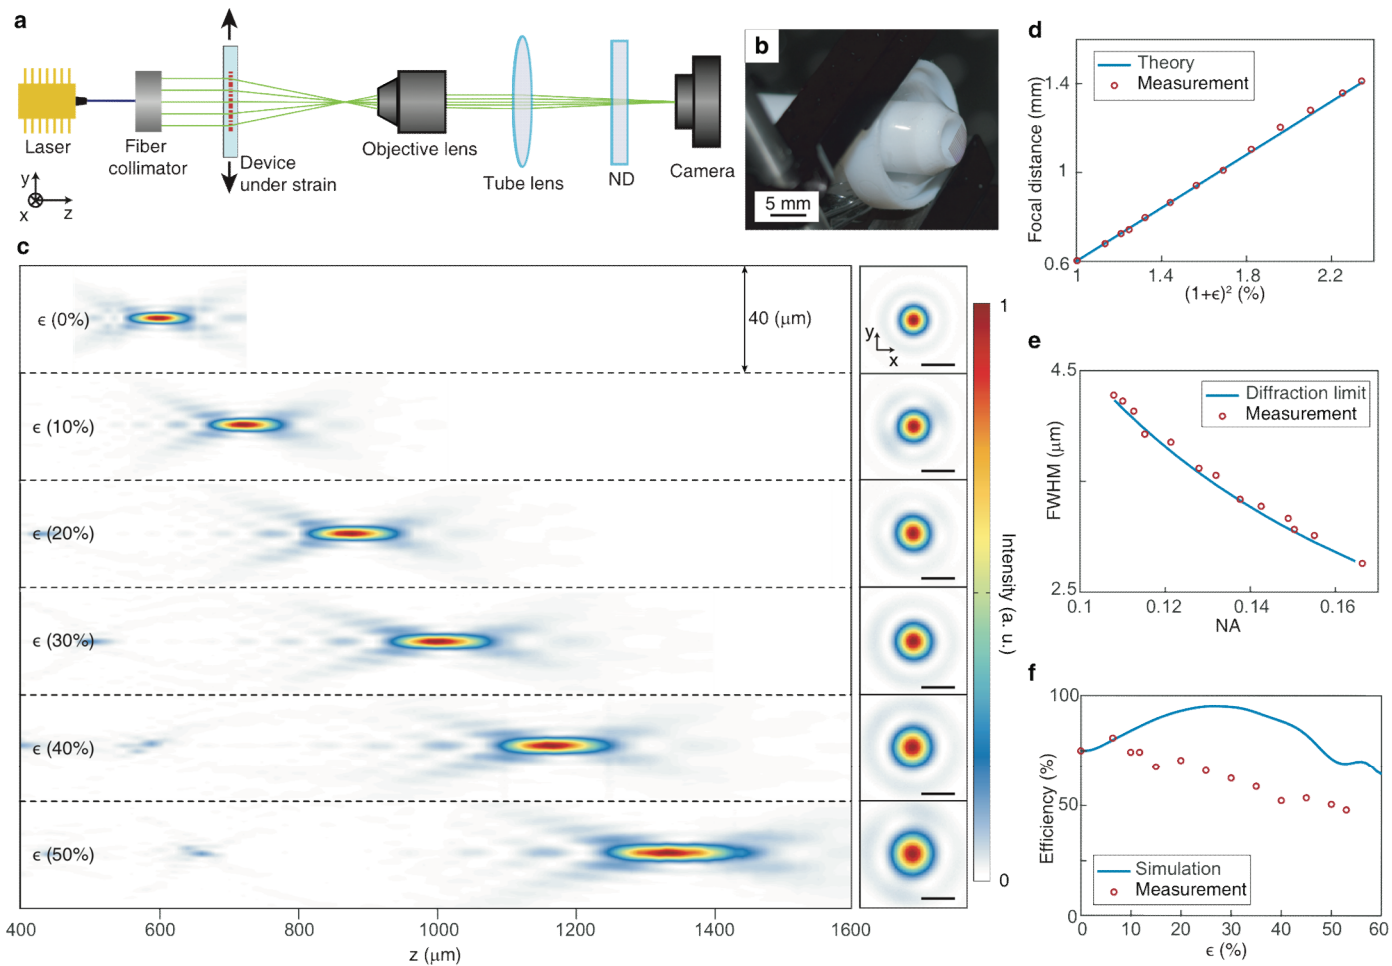 a
Laser
Fiber
collimator
Device
under strain
Objective lens
Tube lens
ND
Camera
y
x
z
b
5 mm
c
ϵ (0%)
40 (μm)
ϵ (10%)
ϵ (20%)
ϵ (30%)
ϵ (40%)
ϵ (50%)
400
600
800
1000
1200
1400
1600
z (μm)
y
x
1
Intensity (a. u.)
0
d
Theory
Measurement
Focal distance (mm)
1.4
1
0.6
1
1.4
1.8
2.2
(1+ϵ)² (%)
e
4.5
Diffraction limit
Measurement
FWHM (μm)
2.5
0.1
0.12
0.14
0.16
NA
f
100
Efficiency (%)
50
Simulation
Measurement
0
0
10
20
30
40
50
60
ϵ (%)